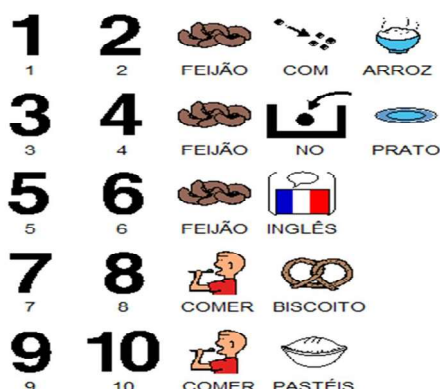 1 2
1 2 FEIJÃO COM ARROZ
3 4
3 4 FEIJÃO NO PRATO
5 6
5 6 FEIJÃO INGLÊS
7 8
7 8 COMER BISCOITO
9 10
9 10 COMER PASTÉIS